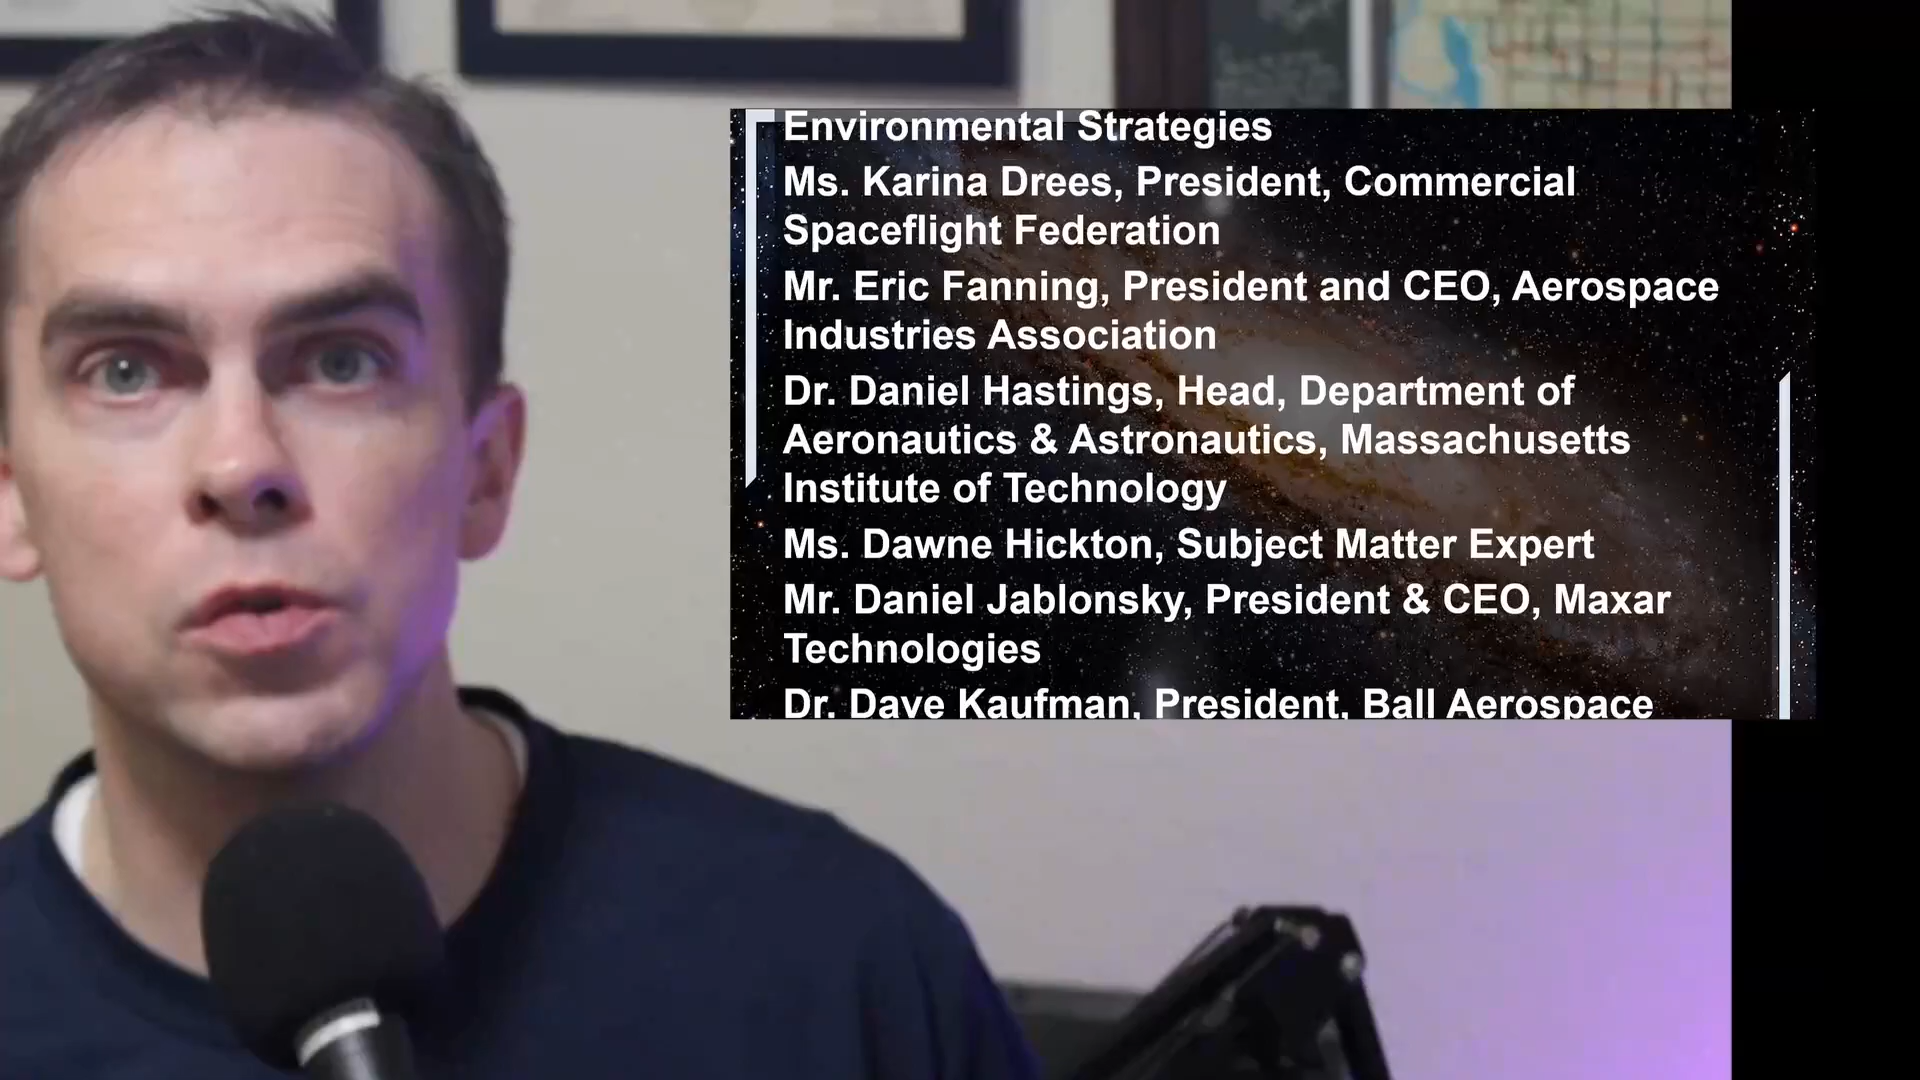 Environmental Strategies
Ms. Karina Drees, President, Commercial
Spaceflight Federation
Mr. Eric Fanning, President and CEO, Aerospace
Industries Association
Dr. Daniel Hastings, Head, Department of
Aeronautics & Astronautics, Massachusetts
Institute of Technology
Ms. Dawne Hickton, Subject Matter Expert
Mr. Daniel Jablonsky, President & CEO, Maxar
Technologies
Dr. Dave Kaufman, President, Ball Aerospace